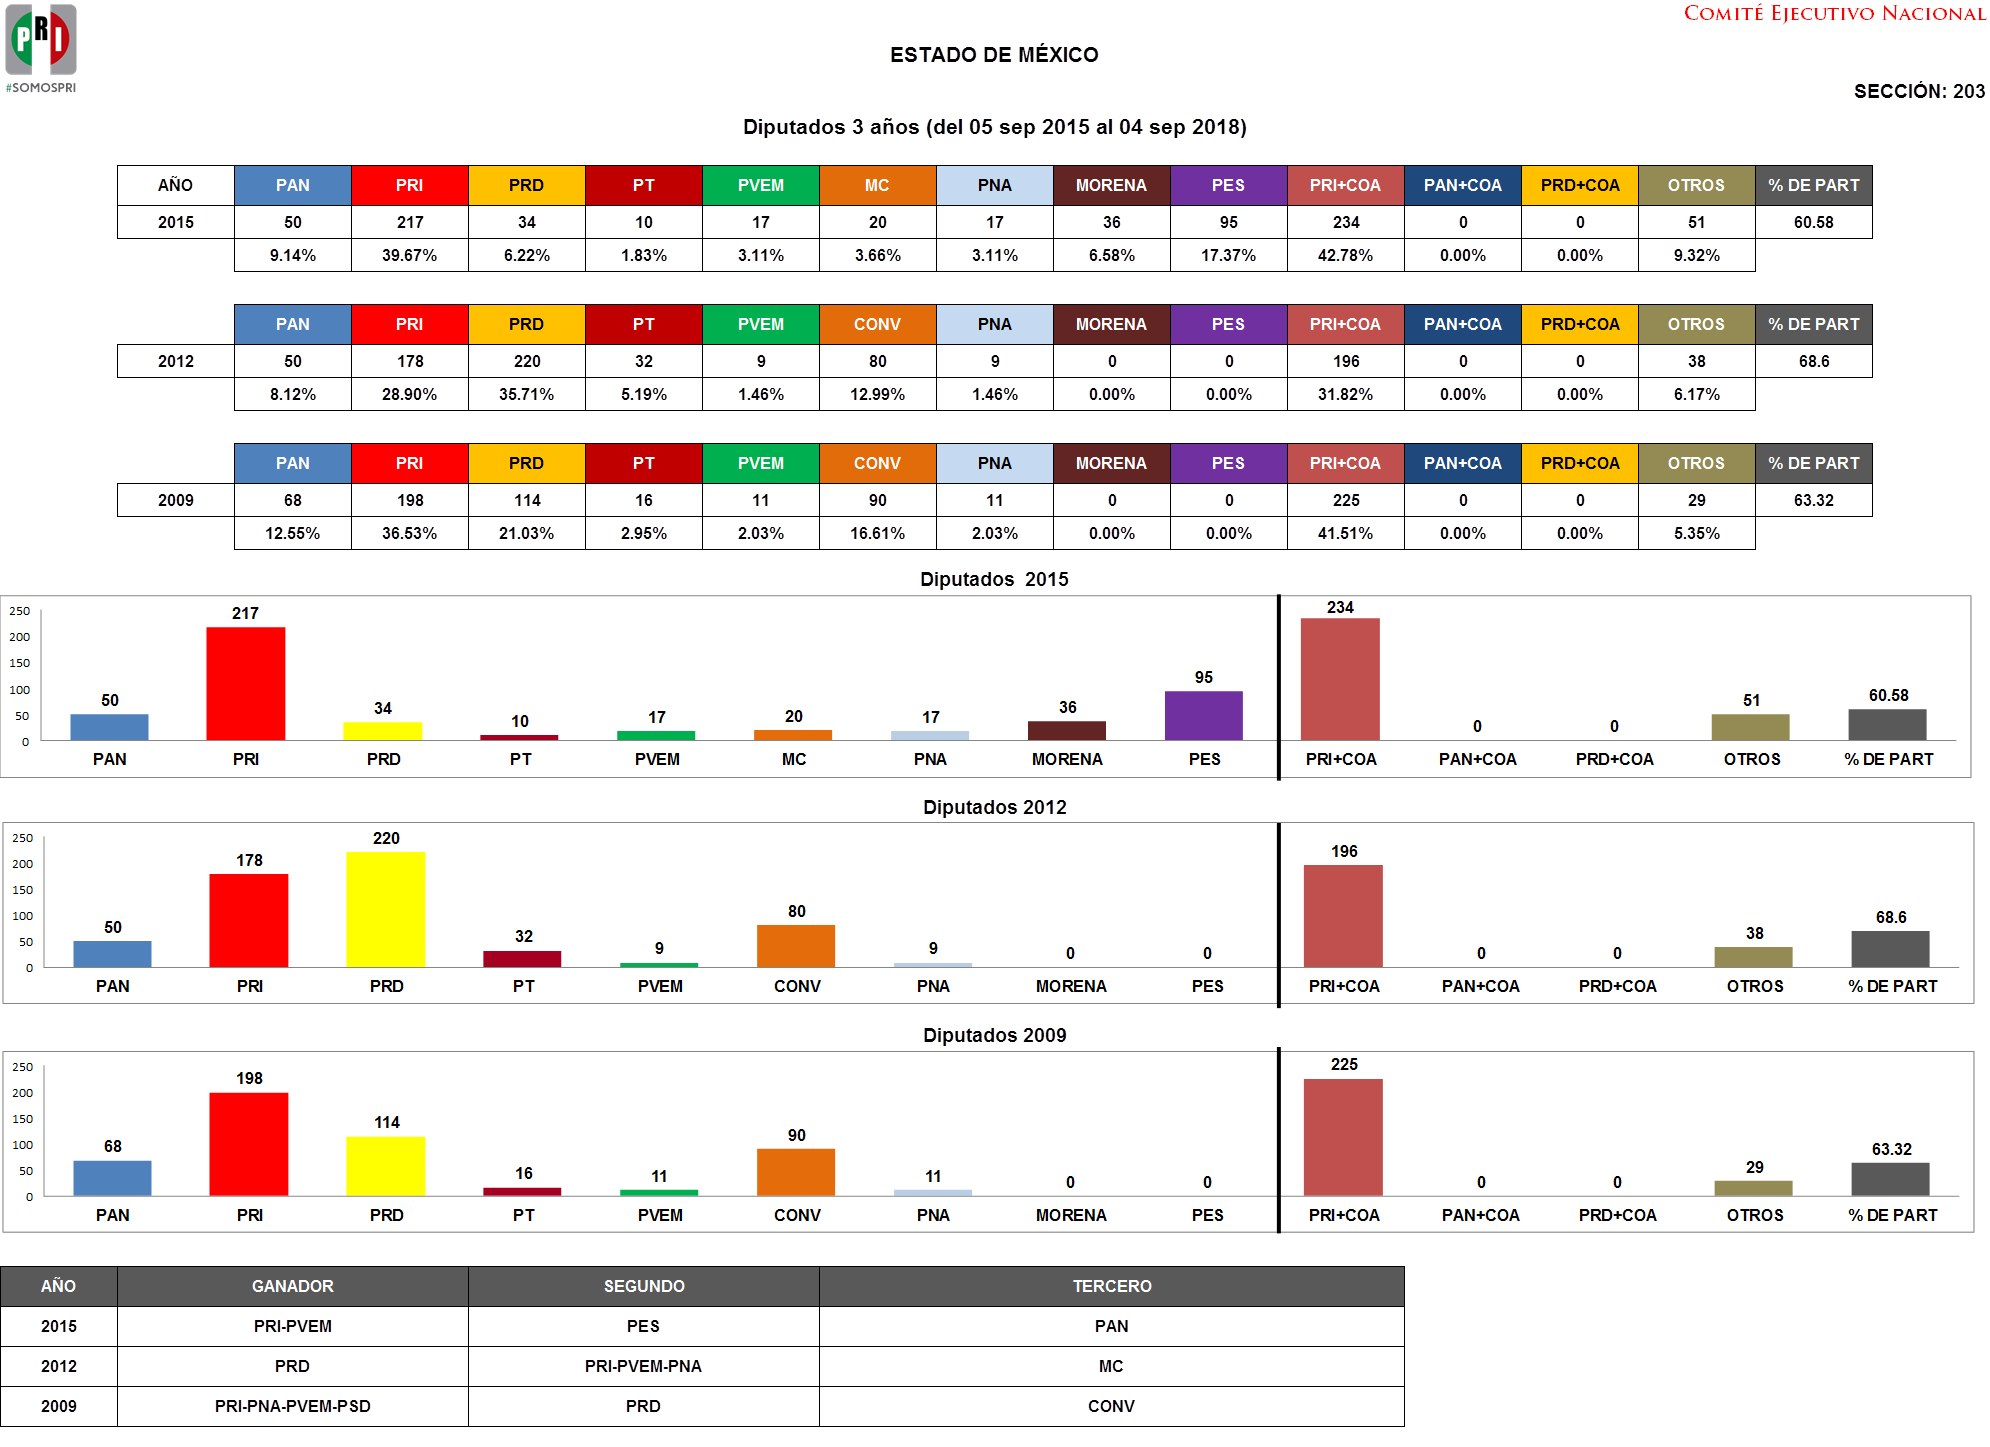 PRI
#SOMOSPRI
COMITÉ EJECUTIVO NACIONAL
ESTADO DE MÉXICO
SECCIÓN: 203
Diputados 3 años (del 05 sep 2015 al 04 sep 2018)
AÑO PAN PRI PRD PT PVEM MC PNA MORENA PES PRI+COA PAN+COA PRD+COA OTROS % DE PART
2015 50 217 34 10 17 20 17 36 95 234 0 0 51 60.58
9.14% 39.67% 6.22% 1.83% 3.11% 3.66% 3.11% 6.58% 17.37% 42.78% 0.00% 0.00% 9.32%
PAN PRI PRD PT PVEM CONV PNA MORENA PES PRI+COA PAN+COA PRD+COA OTROS % DE PART
2012 50 178 220 32 9 80 9 0 0 196 0 0 38 68.6
8.12% 28.90% 35.71% 5.19% 1.46% 12.99% 1.46% 0.00% 0.00% 31.82% 0.00% 0.00% 6.17%
PAN PRI PRD PT PVEM CONV PNA MORENA PES PRI+COA PAN+COA PRD+COA OTROS % DE PART
2009 68 198 114 16 11 90 11 0 0 225 0 0 29 63.32
12.55% 36.53% 21.03% 2.95% 2.03% 16.61% 2.03% 0.00% 0.00% 41.51% 0.00% 0.00% 5.35%
Diputados 2015
250
200
150
100
50
0
50 217 34 10 17 20 17 36 95 234 0 0 51 60.58
PAN PRI PRD PT PVEM MC PNA MORENA PES PRI+COA PAN+COA PRD+COA OTROS % DE PART
Diputados 2012
250
200
150
100
50
0
50 178 220 32 9 80 9 0 0 196 0 0 38 68.6
PAN PRI PRD PT PVEM CONV PNA MORENA PES PRI+COA PAN+COA PRD+COA OTROS % DE PART
Diputados 2009
250
200
150
100
50
0
68 198 114 16 11 90 11 0 0 225 0 0 29 63.32
PAN PRI PRD PT PVEM CONV PNA MORENA PES PRI+COA PAN+COA PRD+COA OTROS % DE PART
AÑO GANADOR SEGUNDO TERCERO
2015 PRI-PVEM PES PAN
2012 PRD PRI-PVEM-PNA MC
2009 PRI-PNA-PVEM-PSD PRD CONV